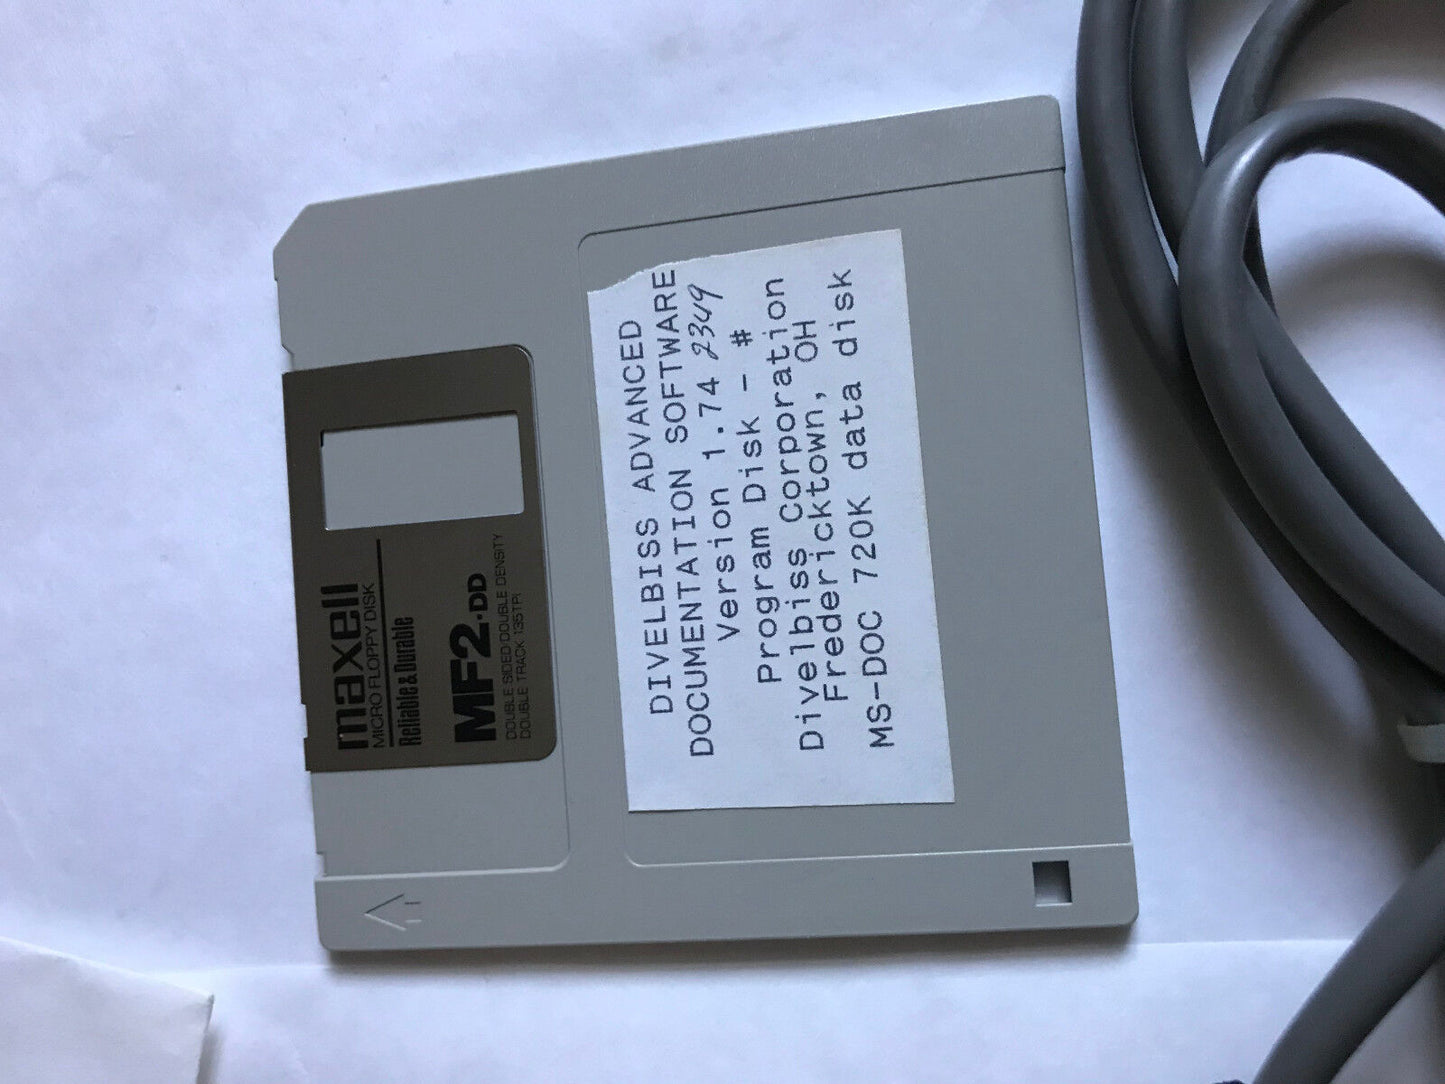 maxell
MICRO FLOPPY DISK
Reliable & Durable
MF2-DD
DOUBLE SIDED/DOUBLE DENSITY
DOUBLE TRACK 135TPI
DIVELBISS ADVANCED
DOCUMENTATION SOFTWARE
Version 1.74 2349
Program Disk - #
Divelbiss Corporation
Fredericktown, OH
MS-DOC 720K data disk